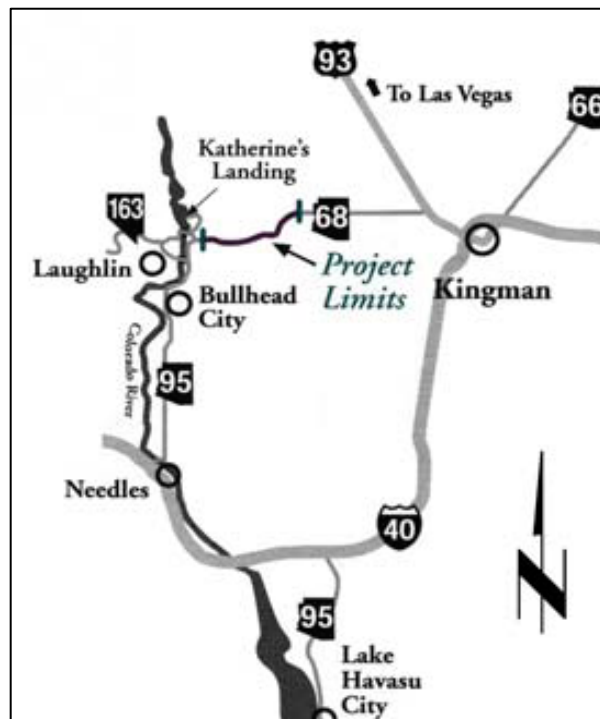 93
To Las Vegas
66
Katherine's
Landing
163
68
Laughlin
Project
Limits
Kingman
Bullhead
City
Colorado River
95
Needles
40
N
95
Lake
Havasu
City